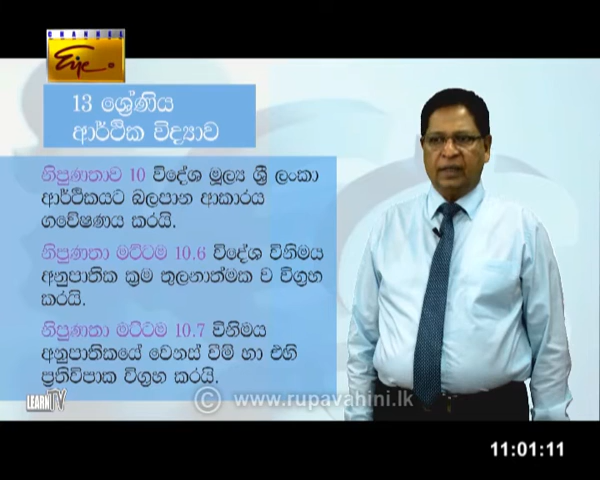 CHANNEL
Eye
13 ශ්‍රේණිය
ආර්ථික විද්‍යාව
නිපුණතාව 10 විදේශ මූල්‍ය ශ්‍රී ලංකා
ආර්ථිකයට බලපාන ආකාරය
ගවේෂණය කරයි.
නිපුණතා මට්ටම 10.6 විදේශ විනිමය
අනුපාතික ක්‍රම තුලනාත්මක ව විග්‍රහ
කරයි.
නිපුණතා මට්ටම 10.7 විනිමය
අනුපාතිකයේ වෙනස් වීම් හා එහි
ප්‍රතිවිපාක විග්‍රහ කරයි.
LEARN TV
© www.rupavahini.lk
11:01:11